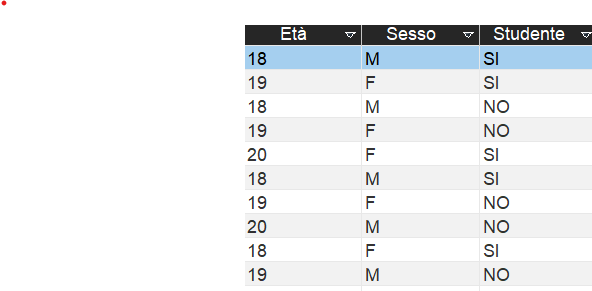 Età Sesso Studente
18 M SI
19 F SI
18 M NO
19 F NO
20 F SI
18 M SI
19 F NO
20 M NO
18 F SI
19 M NO